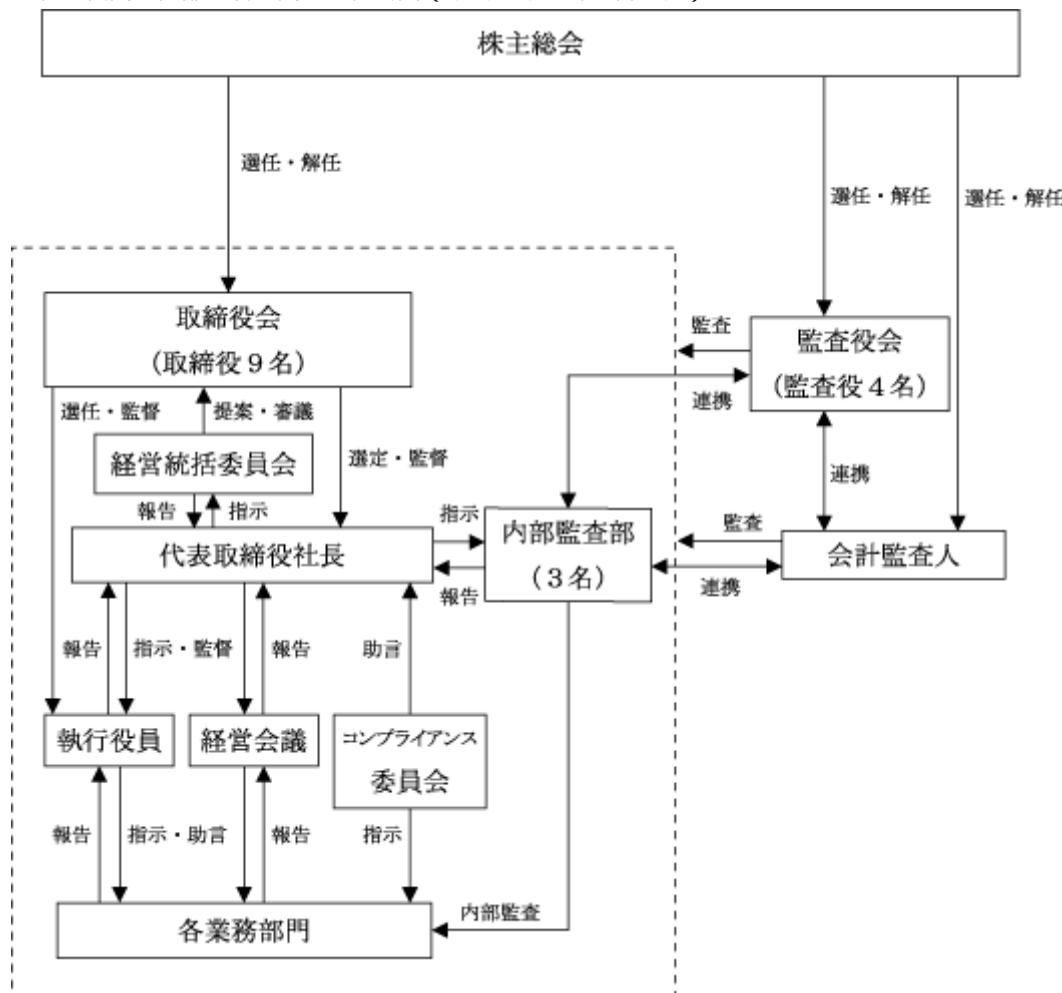 株主総会
選任・解任
選任・解任
選任・解任
取締役会
(取締役9名)
監査
監査役会
(監査役4名)
連携
選任・監督
提案・審議
経営統括委員会
選定・監督
連携
報告
指示
指示
内部監査部
(3名)
監査
代表取締役社長
会計監査人
報告
連携
報告
指示・監督
報告
助言
執行役員
経営会議
コンプライアンス
委員会
報告
指示・助言
報告
指示
内部監査
各業務部門